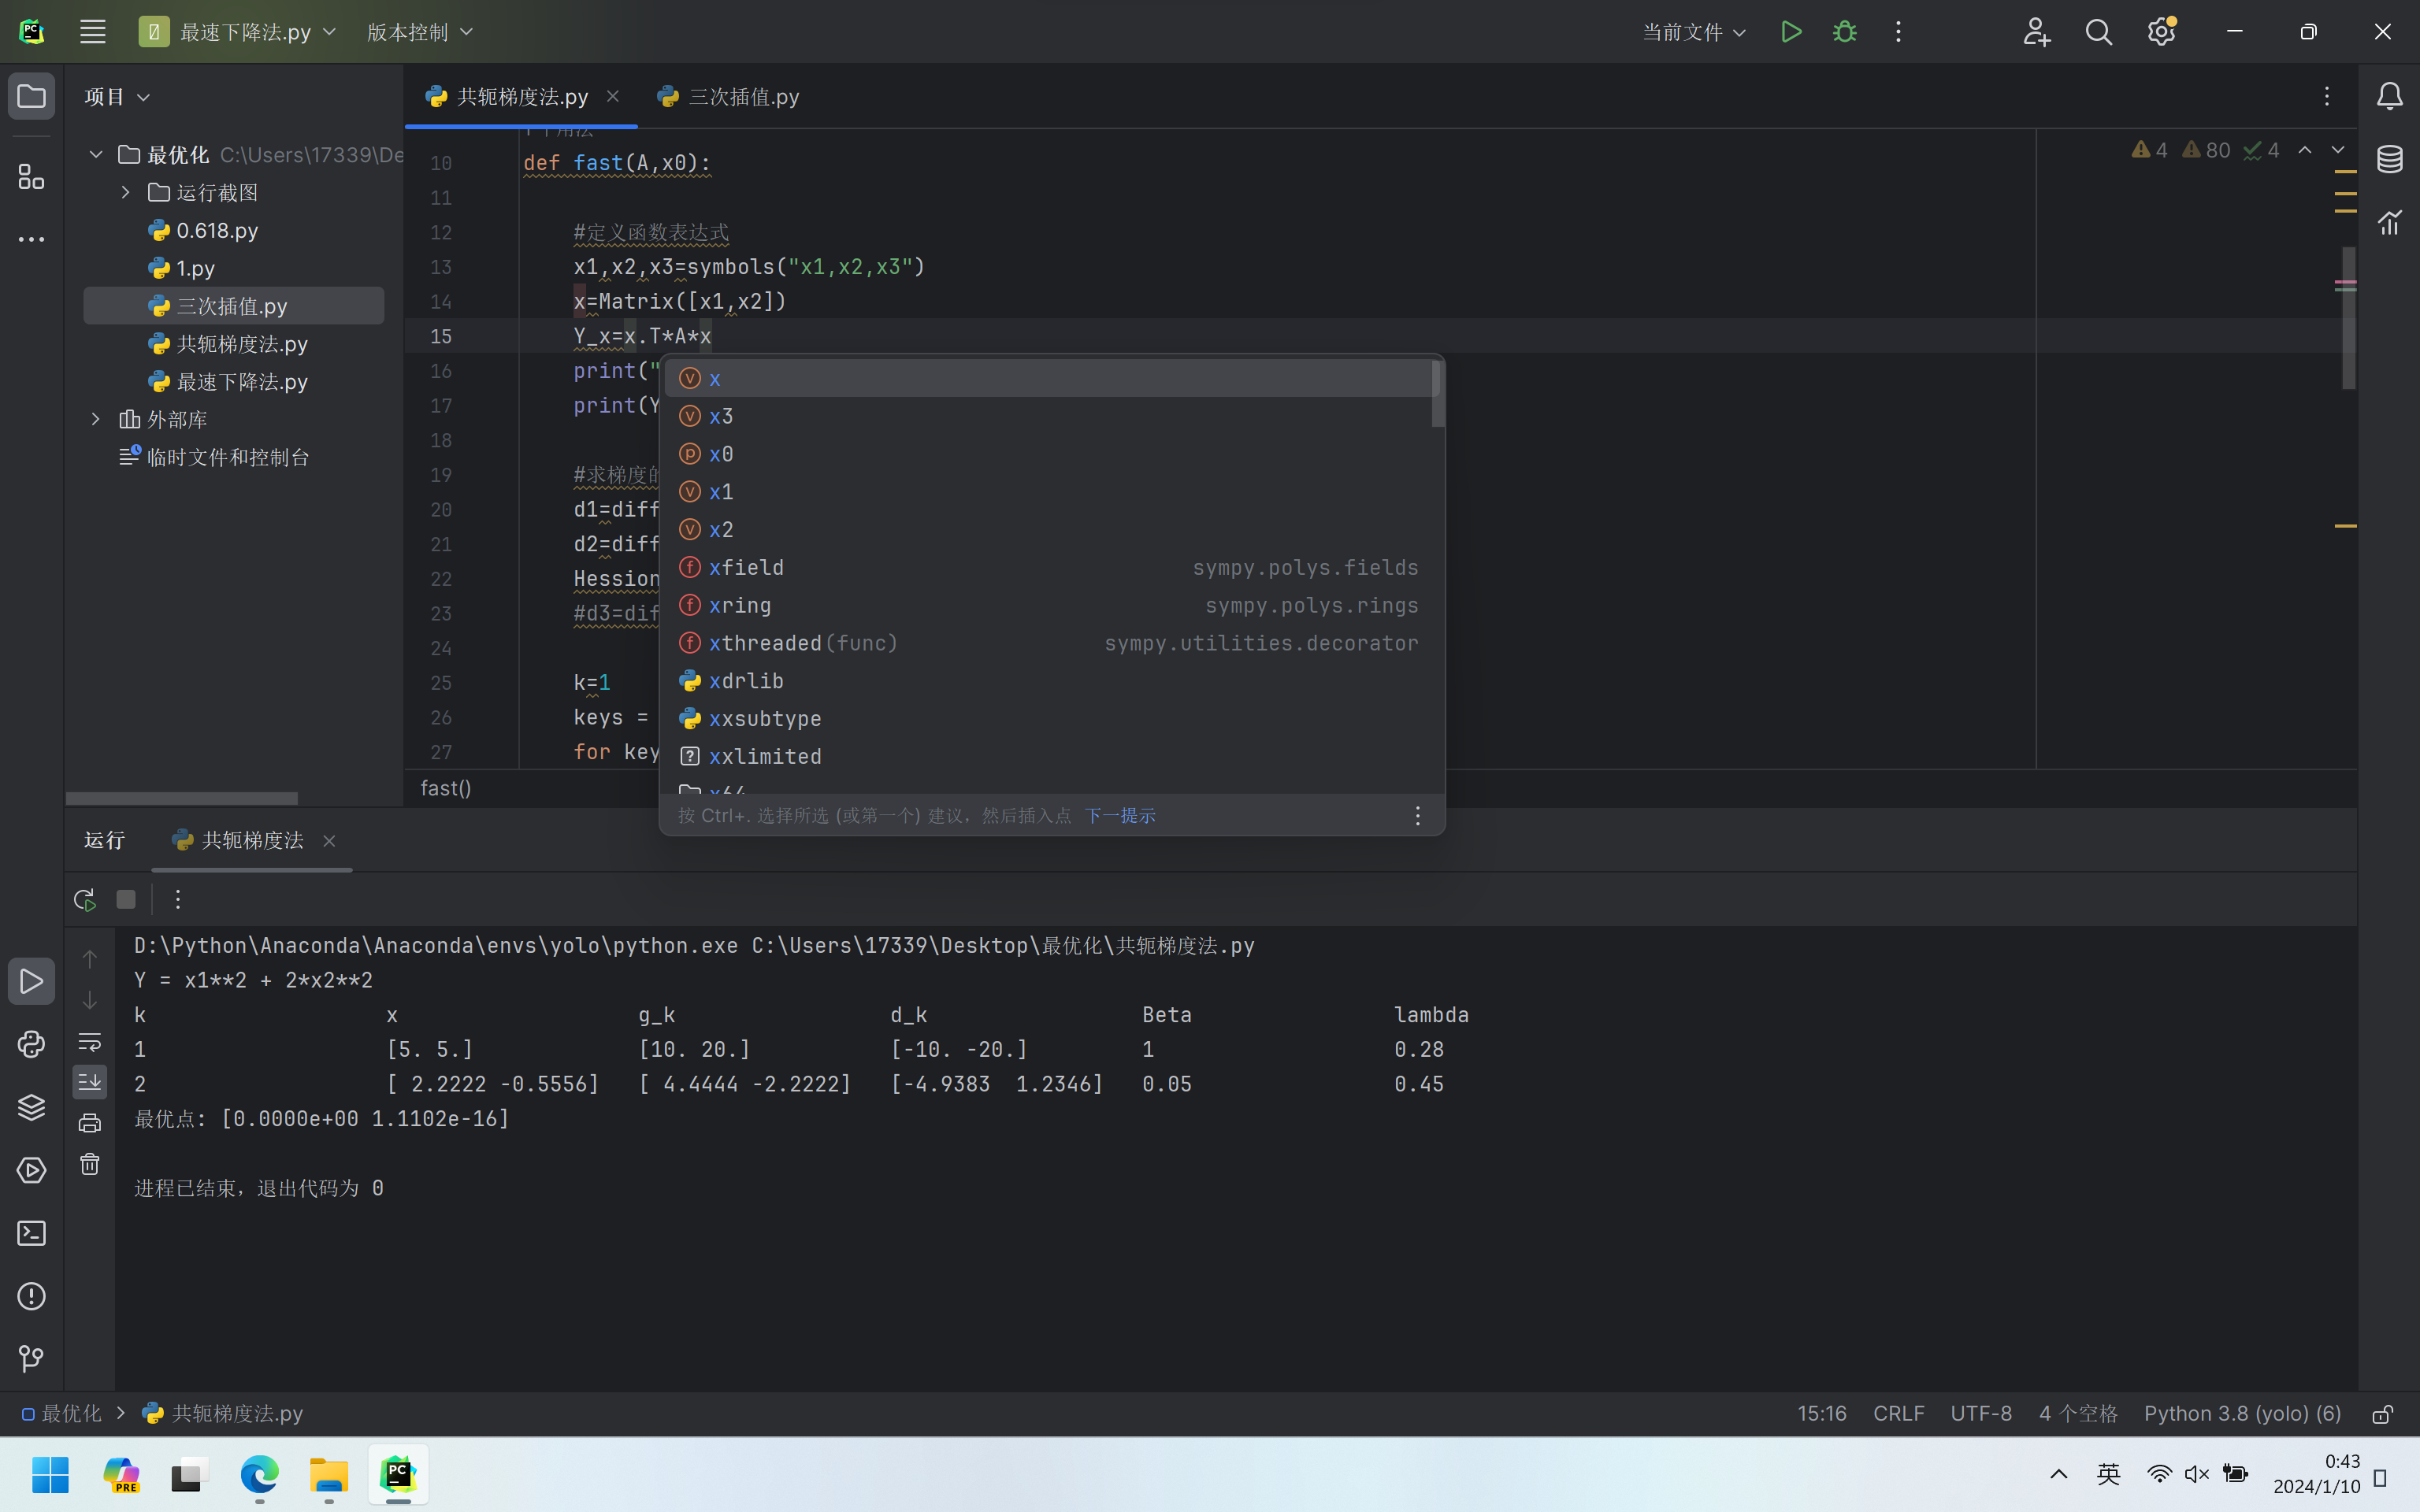 最速下降法.py
版本控制
当前文件
项目
共轭梯度法.py
三次插值.py
最优化 C:\Users\17339\De
运行截图
0.618.py
1.py
三次插值.py
共轭梯度法.py
最速下降法.py
外部库
临时文件和控制台
4 80 4
10 def fast(A,x0):
11
12 #定义函数表达式
13 x1,x2,x3=symbols("x1,x2,x3")
14 x=Matrix([x1,x2])
15 Y_x=x.T*A*x
16 print("
17 print(Y
18
19 #求梯度的
20 d1=diff
21 d2=diff
22 Hession
23 #d3=dif
24
25 k=1
26 keys =
27 for key
x
x3
x0
x1
x2
xfield sympy.polys.fields
xring sympy.polys.rings
xthreaded(func) sympy.utilities.decorator
xdrlib
xxsubtype
xxlimited
按 Ctrl+. 选择所选 (或第一个) 建议，然后插入点 下一提示
fast()
运行
共轭梯度法
D:\Python\Anaconda\Anaconda\envs\yolo\python.exe C:\Users\17339\Desktop\最优化\共轭梯度法.py
Y = x1**2 + 2*x2**2
k x g_k d_k Beta lambda
1 [5. 5.] [10. 20.] [-10. -20.] 1 0.28
2 [ 2.2222 -0.5556] [ 4.4444 -2.2222] [-4.9383  1.2346] 0.05 0.45
最优点: [0.0000e+00 1.1102e-16]
进程已结束，退出代码为 0
最优化 > 共轭梯度法.py
15:16 CRLF UTF-8 4 个空格 Python 3.8 (yolo) (6)
PRE
PC
英
0:43
2024/1/10